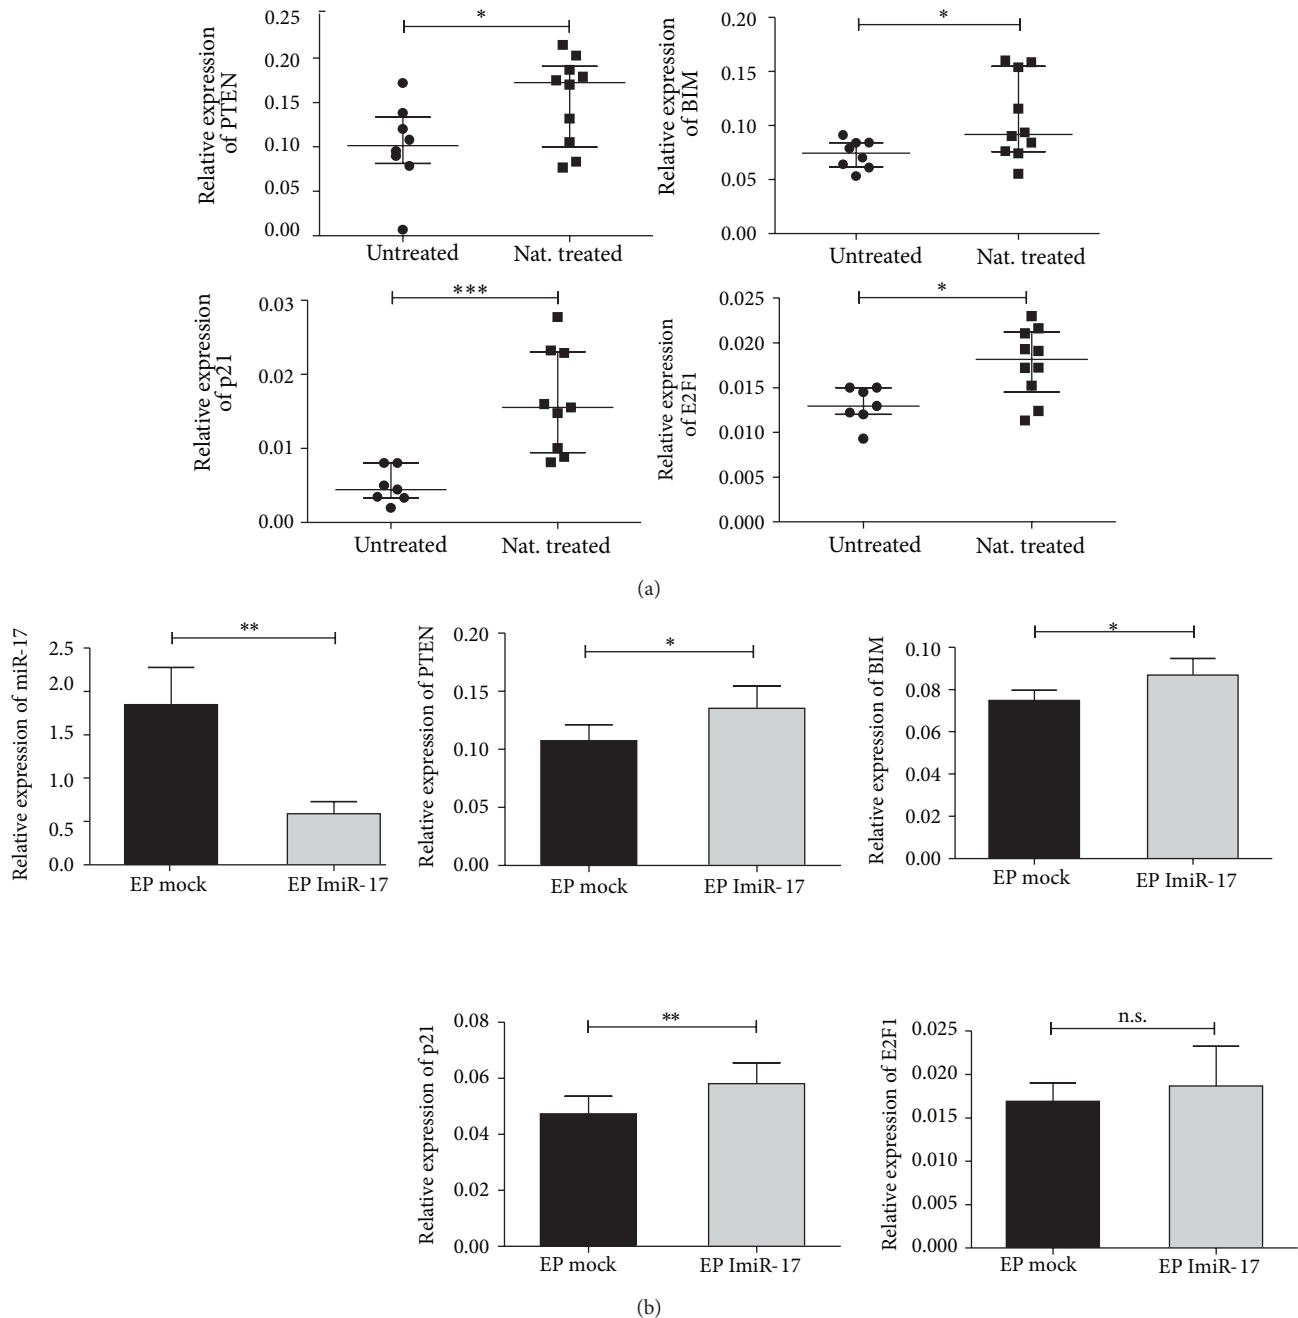 Relative expression
of PTEN
0.25
0.20
0.15
0.10
0.05
0.00
*
Untreated
Nat. treated
Relative expression
of BIM
0.20
0.15
0.10
0.05
0.00
*
Untreated
Nat. treated
Relative expression
of p21
0.03
0.02
0.01
0.00
***
Untreated
Nat. treated
Relative expression
of E2F1
0.025
0.020
0.015
0.010
0.005
0.000
*
Untreated
Nat. treated
(a)
Relative expression of miR-17
2.5
2.0
1.5
1.0
0.5
0.0
**
EP mock
EP ImiR-17
Relative expression of PTEN
0.20
0.15
0.10
0.05
0.00
*
EP mock
EP ImiR-17
Relative expression of BIM
0.10
0.08
0.06
0.04
0.02
0.00
*
EP mock
EP ImiR-17
Relative expression of p21
0.08
0.06
0.04
0.02
0.00
**
EP mock
EP ImiR-17
Relative expression of E2F1
0.025
0.020
0.015
0.010
0.005
0.000
n.s.
EP mock
EP ImiR-17
(b)